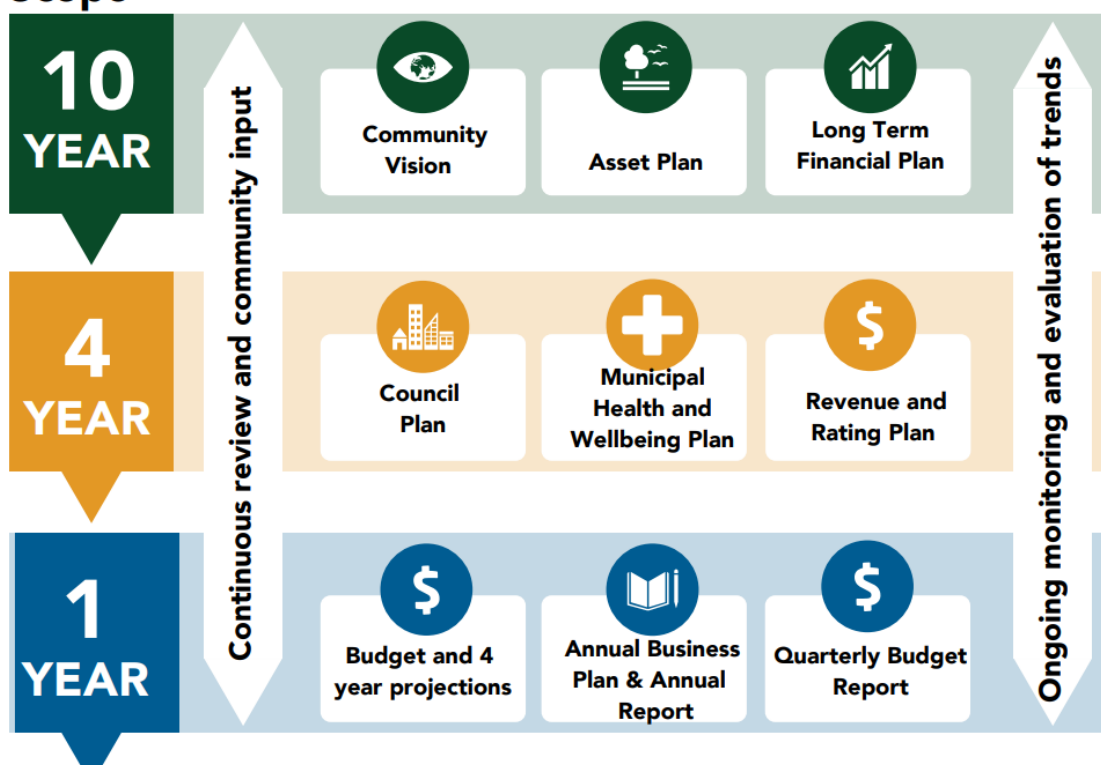 Scope
10
YEAR
Continuous review and community input
Community
Vision
Asset Plan
Long Term
Financial Plan
Ongoing monitoring and evaluation of trends
4
YEAR
Council
Plan
Municipal
Health and
Wellbeing Plan
$
Revenue and
Rating Plan
1
YEAR
$
Budget and 4
year projections
Annual Business
Plan & Annual
Report
$
Quarterly Budget
Report